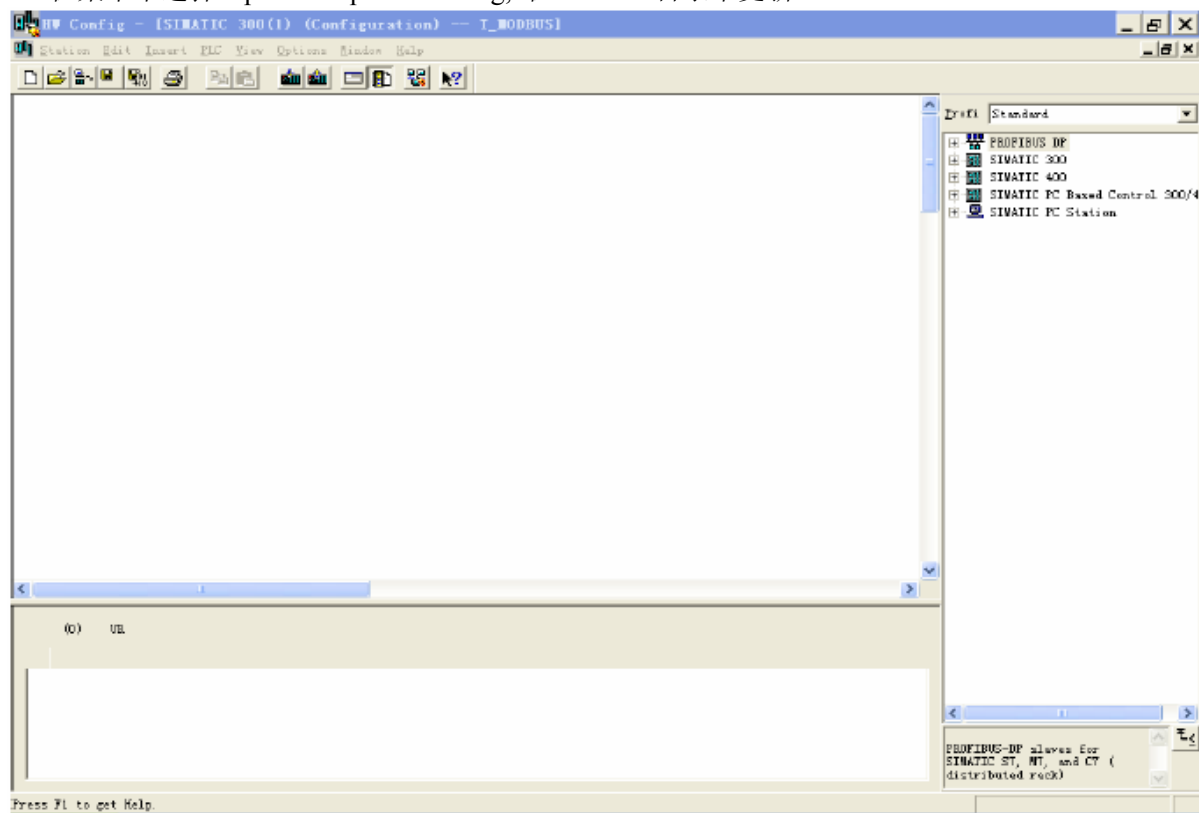 HW Config - [SIMATIC 300(1) (Configuration) -- T_MODBUS]
Station Edit Insert PLC View Options Window Help
Profi Standard
PROFIBUS DP
SIMATIC 300
SIMATIC 400
SIMATIC PC Based Control 300/4
SIMATIC PC Station
(0) UR
PROFIBUS-DP slaves for
SIMATIC S7, M7, and C7 (
distributed rack)
Press F1 to get Help.